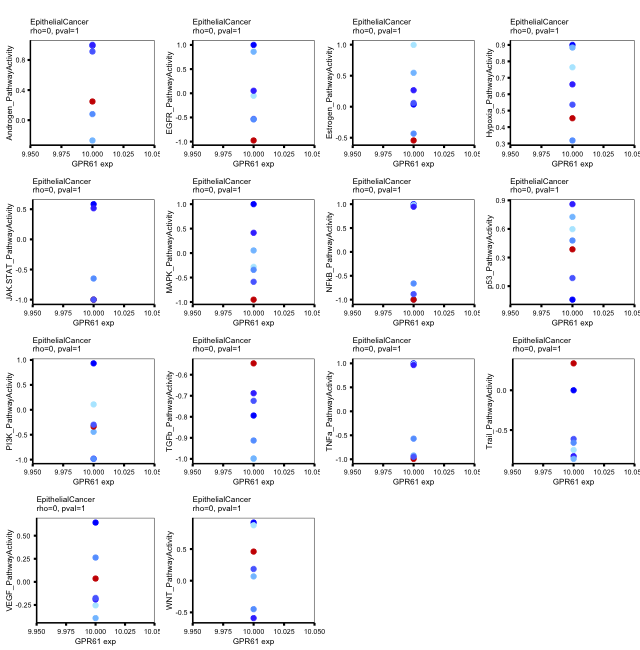 EpithelialCancer
rho=0, pval=1
Androgen_PathwayActivity
0.8
0.4
0.0
9.950 9.975 10.000 10.025 10.05
GPR61 exp
EpithelialCancer
rho=0, pval=1
EGFR_PathwayActivity
1.0
0.5
0.0
-0.5
-1.0
9.950 9.975 10.000 10.025 10.05
GPR61 exp
EpithelialCancer
rho=0, pval=1
Estrogen_PathwayActivity
1.0
0.5
0.0
-0.5
9.950 9.975 10.000 10.025 10.05
GPR61 exp
EpithelialCancer
rho=0, pval=1
Hypoxia_PathwayActivity
0.9
0.8
0.7
0.6
0.5
0.4
0.3
9.950 9.975 10.000 10.025 10.05
GPR61 exp
EpithelialCancer
rho=0, pval=1
JAK.STAT_PathwayActivity
0.5
0.0
-0.5
-1.0
9.950 9.975 10.000 10.025 10.05
GPR61 exp
EpithelialCancer
rho=0, pval=1
MAPK_PathwayActivity
1.0
0.5
0.0
-0.5
-1.0
9.950 9.975 10.000 10.025 10.05
GPR61 exp
EpithelialCancer
rho=0, pval=1
NFkB_PathwayActivity
1.0
0.5
0.0
-0.5
-1.0
9.950 9.975 10.000 10.025 10.05
GPR61 exp
EpithelialCancer
rho=0, pval=1
p53_PathwayActivity
0.9
0.6
0.3
0.0
9.950 9.975 10.000 10.025 10.05
GPR61 exp
EpithelialCancer
rho=0, pval=1
PI3K_PathwayActivity
1.0
0.5
0.0
-0.5
-1.0
9.950 9.975 10.000 10.025 10.05
GPR61 exp
EpithelialCancer
rho=0, pval=1
TGFb_PathwayActivity
-0.6
-0.7
-0.8
-0.9
-1.0
9.950 9.975 10.000 10.025 10.05
GPR61 exp
EpithelialCancer
rho=0, pval=1
TNFa_PathwayActivity
1.0
0.5
0.0
-0.5
-1.0
9.950 9.975 10.000 10.025 10.05
GPR61 exp
EpithelialCancer
rho=0, pval=1
Trail_PathwayActivity
0.0
-0.5
9.950 9.975 10.000 10.025 10.05
GPR61 exp
EpithelialCancer
rho=0, pval=1
VEGF_PathwayActivity
0.50
0.25
0.00
-0.25
9.950 9.975 10.000 10.025 10.05
GPR61 exp
EpithelialCancer
rho=0, pval=1
WNT_PathwayActivity
0.5
0.0
-0.5
9.950 9.975 10.000 10.025 10.050
GPR61 exp